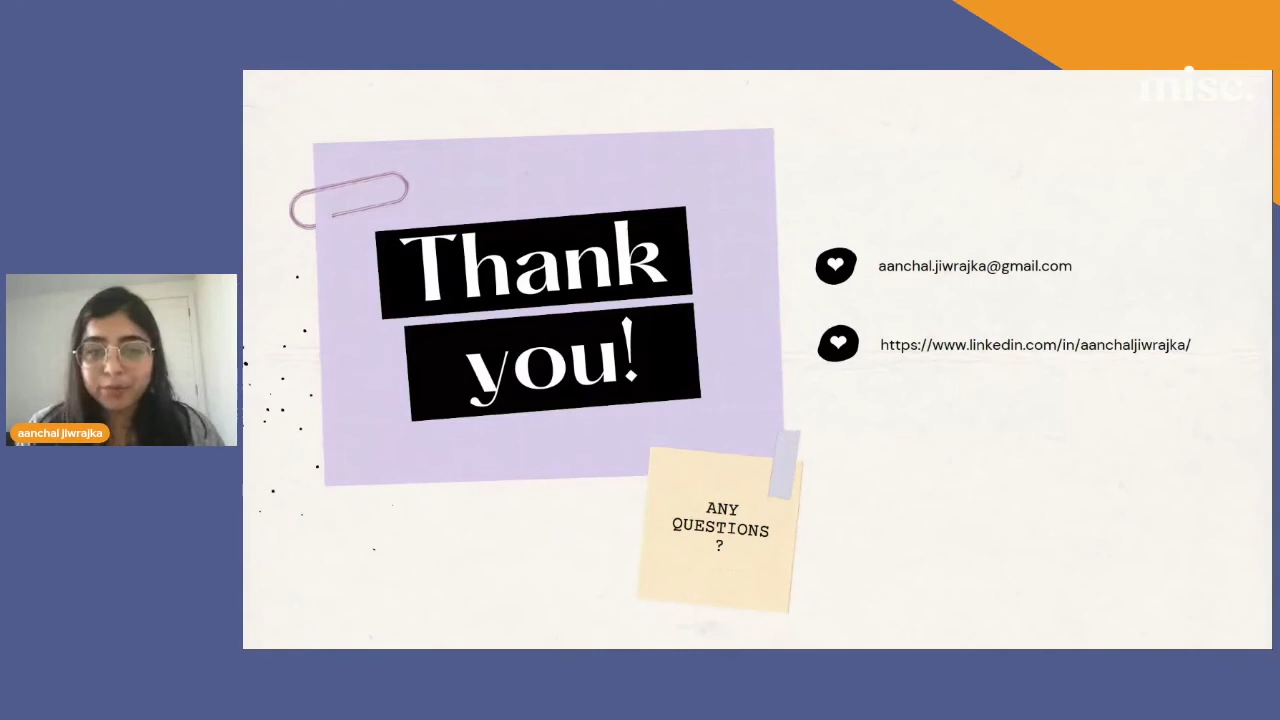 misc.
Thank
you!
aanchal.jiwrajka@gmail.com
https://www.linkedin.com/in/aanchaljiwrajka/
aanchal jiwrajka
ANY
QUESTIONS
?